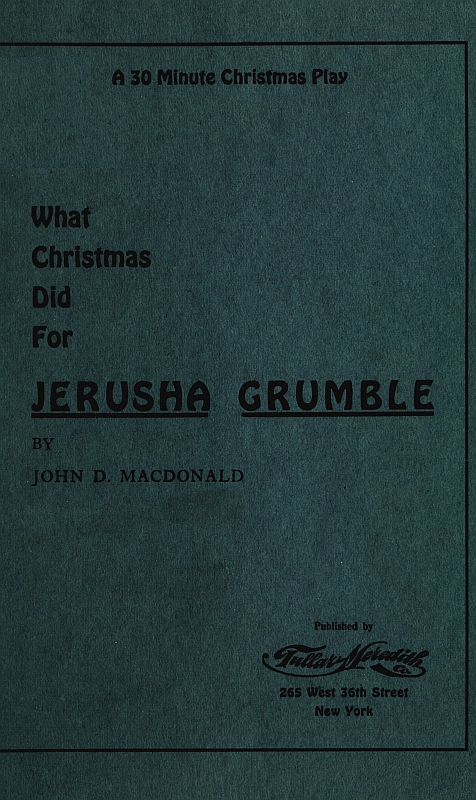 A 30 Minute Christmas Play
What
Christmas
Did
For
JERUSHA GRUMBLE
BY
JOHN D. MACDONALD
Published by
Tullar-Meredith Co.
265 West 36th Street
New York